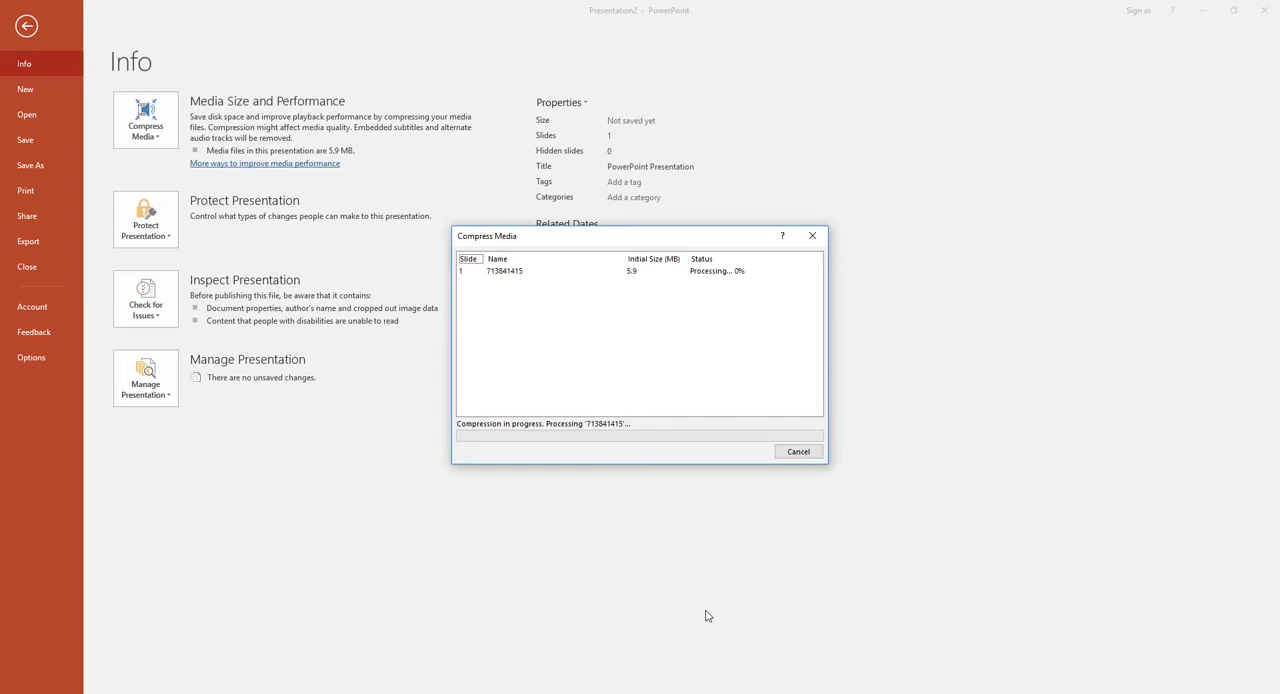 Presentation2 - PowerPoint
Sign in ?
Info
New
Open
Save
Save As
Print
Share
Export
Close
Account
Feedback
Options
Info
Compress
Media
Media Size and Performance
Save disk space and improve playback performance by compressing your media
files. Compression might affect media quality. Embedded subtitles and alternate
audio tracks will be removed.
Media files in this presentation are 5.9 MB.
More ways to improve media performance
Protect
Presentation
Protect Presentation
Control what types of changes people can make to this presentation.
Check for
Issues
Inspect Presentation
Before publishing this file, be aware that it contains:
Document properties, author's name and cropped out image data
Content that people with disabilities are unable to read
Manage
Presentation
Manage Presentation
There are no unsaved changes.
Properties
Size Not saved yet
Slides 1
Hidden slides 0
Title PowerPoint Presentation
Tags Add a tag
Categories Add a category
Related Dates
Compress Media ?
Slide Name Initial Size (MB) Status
1 713841415 5.9 Processing... 0%
Compression in progress. Processing '713841415'...
Cancel